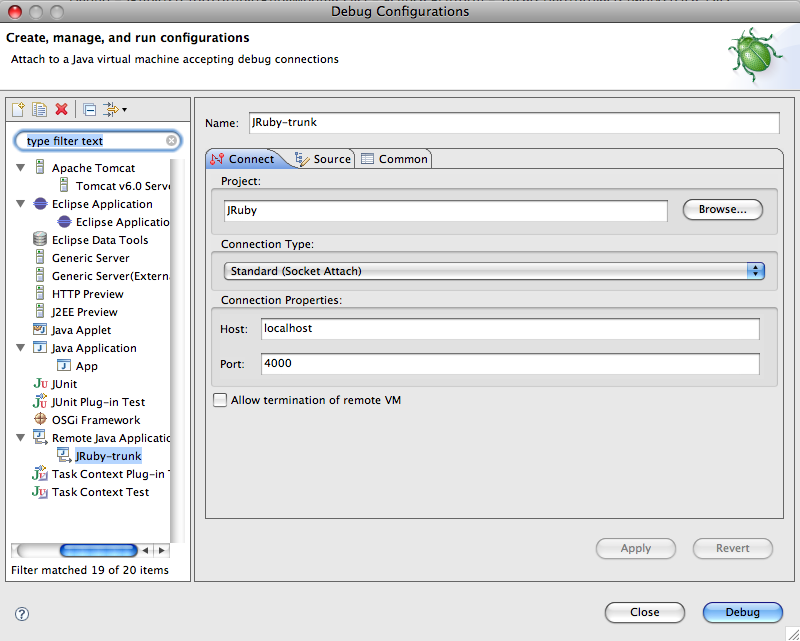 Debug Configurations
Create, manage, and run configurations
Attach to a Java virtual machine accepting debug connections
type filter text
Apache Tomcat
Tomcat v6.0 Serve
Eclipse Application
Eclipse Applicatio
Eclipse Data Tools
Generic Server
Generic Server(Extern
HTTP Preview
J2EE Preview
Java Applet
Java Application
App
JUnit
JUnit Plug-in Test
OSGi Framework
Remote Java Applicatio
JRuby-trunk
Task Context Plug-in T
Task Context Test
Filter matched 19 of 20 items
Name: JRuby-trunk
Connect Source Common
Project:
JRuby Browse...
Connection Type:
Standard (Socket Attach)
Connection Properties:
Host: localhost
Port: 4000
Allow termination of remote VM
Apply Revert
? Close Debug